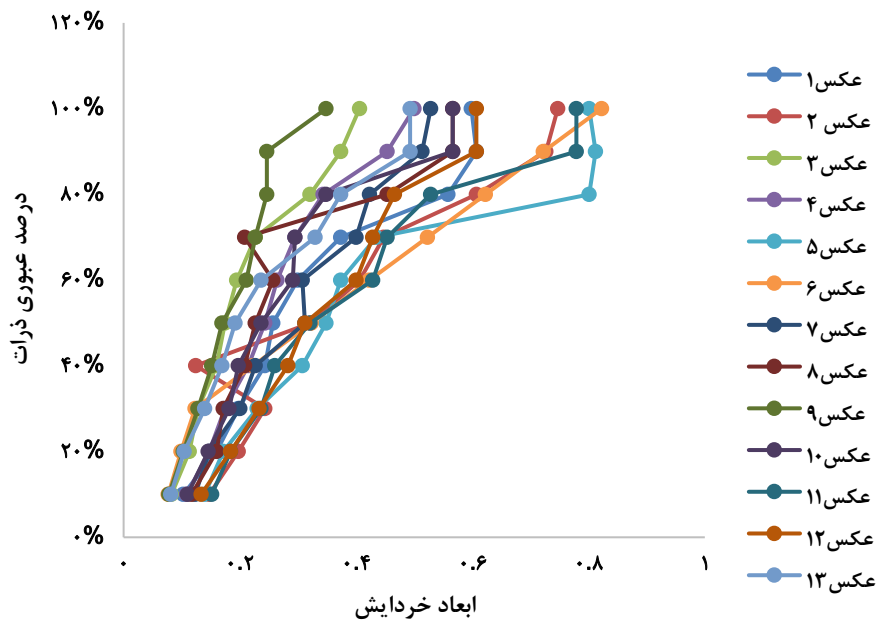 ۱۲۰%
۱۰۰%
۸۰%
۶۰%
۴۰%
۲۰%
۰%
درصد عبوری ذرات
۰
۰.۲
۰.۴
۰.۶
۰.۸
۱
ابعاد خردایش
عکس۱
عکس ۲
عکس۳
عکس۴
عکس۵
عکس۶
عکس۷
عکس۸
عکس۹
عکس۱۰
عکس۱۱
عکس۱۲
عکس۱۳